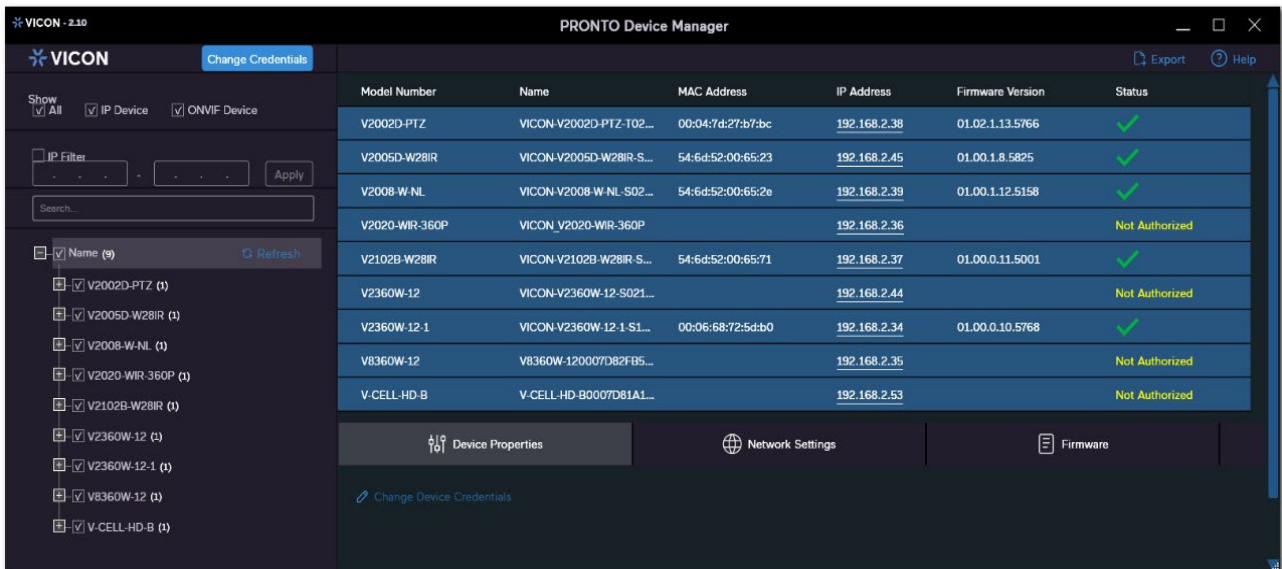 VICON - 2.10
PRONTO Device Manager
VICON
Change Credentials
Export
Help
Show
All
IP Device
ONVIF Device
IP Filter
. . . - . . .
Apply
Search...
Name (9)
Refresh
V2002D-PTZ (1)
V2005D-W28IR (1)
V2008-W-NL (1)
V2020-WIR-360P (1)
V2102B-W28IR (1)
V2360W-12 (1)
V2360W-12-1 (1)
V8360W-12 (1)
V-CELL-HD-B (1)
Model Number Name MAC Address IP Address Firmware Version Status
V2002D-PTZ VICON-V2002D-PTZ-T02... 00:04:7d:27:b7:bc 192.168.2.38 01.02.1.13.5766
V2005D-W28IR VICON-V2005D-W28IR-S... 54:6d:52:00:65:23 192.168.2.45 01.00.1.8.5825
V2008-W-NL VICON-V2008-W-NL-S02... 54:6d:52:00:65:2e 192.168.2.39 01.00.1.12.5158
V2020-WIR-360P VICON_V2020-WIR-360P 192.168.2.36 Not Authorized
V2102B-W28IR VICON-V2102B-W28IR-S... 54:6d:52:00:65:71 192.168.2.37 01.00.0.11.5001
V2360W-12 VICON-V2360W-12-S021... 192.168.2.44 Not Authorized
V2360W-12-1 VICON-V2360W-12-1-S1... 00:06:68:72:5d:b0 192.168.2.34 01.00.0.10.5768
V8360W-12 V8360W-120007D82FB5... 192.168.2.35 Not Authorized
V-CELL-HD-B V-CELL-HD-B0007D81A1... 192.168.2.53 Not Authorized
Device Properties
Network Settings
Firmware
Change Device Credentials